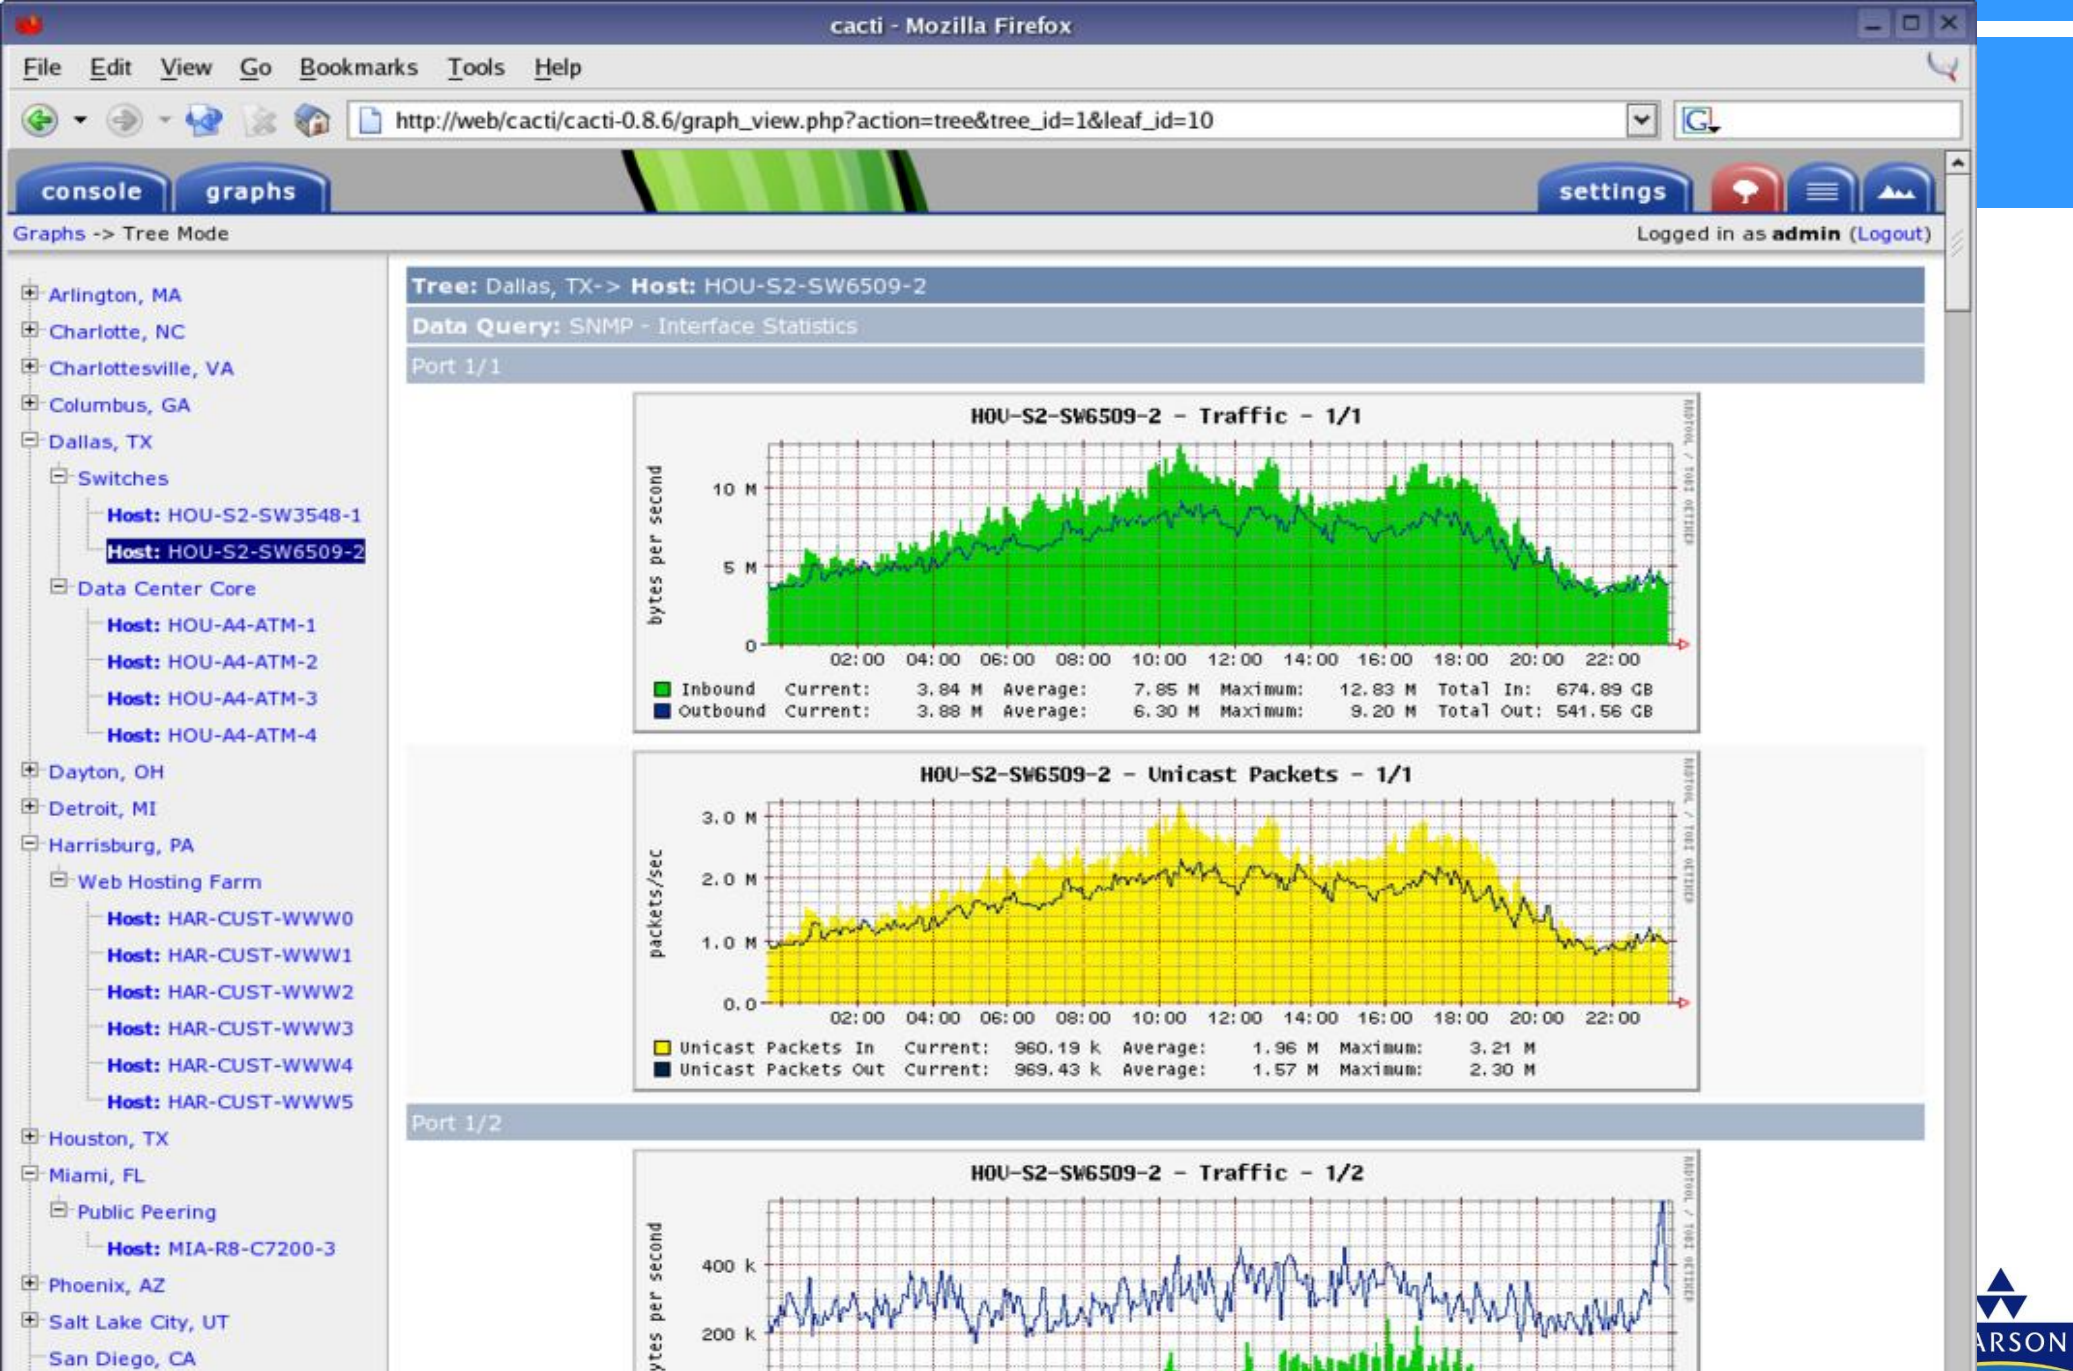 cacti - Mozilla Firefox
File Edit View Go Bookmarks Tools Help
http://web/cacti/cacti-0.8.6/graph_view.php?action=tree&tree_id=1&leaf_id=10
console graphs settings
Graphs -> Tree Mode Logged in as admin (Logout)
Arlington, MA
Charlotte, NC
Charlottesville, VA
Columbus, GA
Dallas, TX
Switches
Host: HOU-S2-SW3548-1
Host: HOU-S2-SW6509-2
Data Center Core
Host: HOU-A4-ATM-1
Host: HOU-A4-ATM-2
Host: HOU-A4-ATM-3
Host: HOU-A4-ATM-4
Dayton, OH
Detroit, MI
Harrisburg, PA
Web Hosting Farm
Host: HAR-CUST-WWW0
Host: HAR-CUST-WWW1
Host: HAR-CUST-WWW2
Host: HAR-CUST-WWW3
Host: HAR-CUST-WWW4
Host: HAR-CUST-WWW5
Houston, TX
Miami, FL
Public Peering
Host: MIA-R8-C7200-3
Phoenix, AZ
Salt Lake City, UT
San Diego, CA
Tree: Dallas, TX-> Host: HOU-S2-SW6509-2
Data Query: SNMP - Interface Statistics
Port 1/1
HOU-S2-SW6509-2 - Traffic - 1/1
RRDTOOL / TOBI OETIKER
bytes per second
10 M
5 M
0
02:00 04:00 06:00 08:00 10:00 12:00 14:00 16:00 18:00 20:00 22:00
Inbound Current: 3.84 M Average: 7.85 M Maximum: 12.83 M Total In: 674.89 GB
Outbound Current: 3.88 M Average: 6.30 M Maximum: 9.20 M Total Out: 541.56 GB
HOU-S2-SW6509-2 - Unicast Packets - 1/1
RRDTOOL / TOBI OETIKER
packets/sec
3.0 M
2.0 M
1.0 M
0.0
02:00 04:00 06:00 08:00 10:00 12:00 14:00 16:00 18:00 20:00 22:00
Unicast Packets In Current: 960.19 k Average: 1.96 M Maximum: 3.21 M
Unicast Packets Out Current: 969.43 k Average: 1.57 M Maximum: 2.30 M
Port 1/2
HOU-S2-SW6509-2 - Traffic - 1/2
RRDTOOL / TOBI OETIKER
ytes per second
400 k
200 k
ARSON